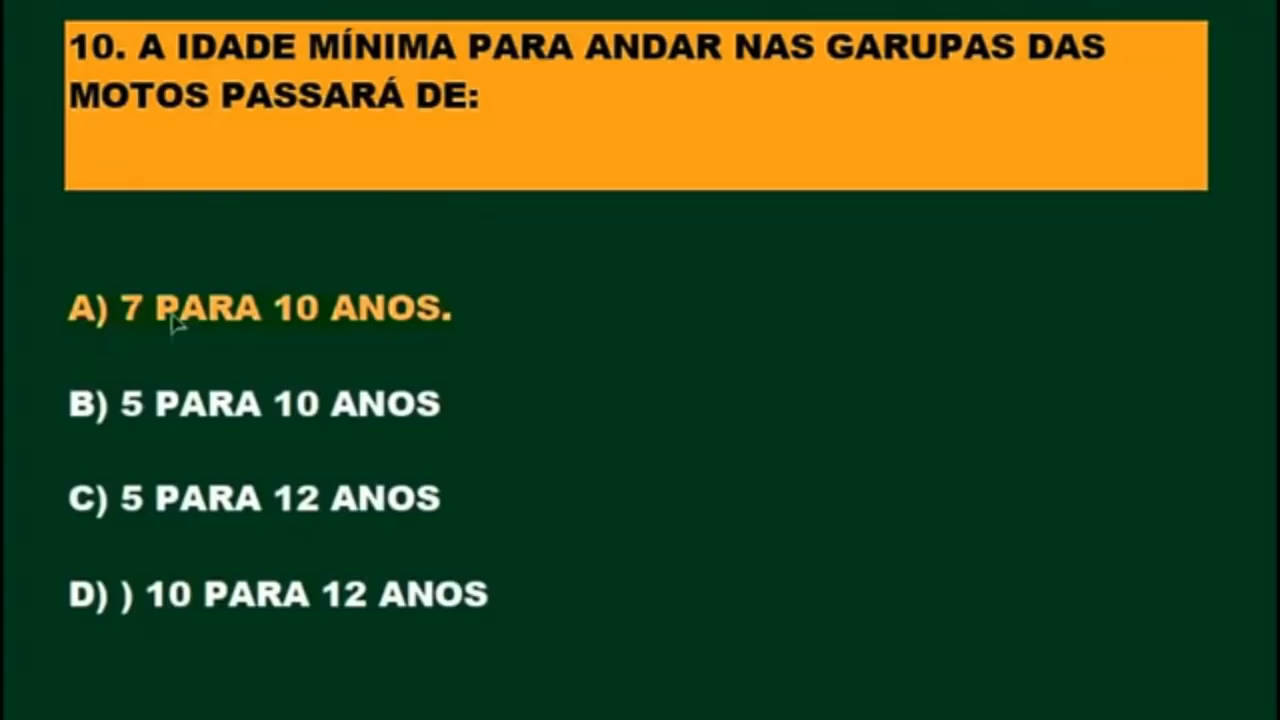 10. A IDADE MÍNIMA PARA ANDAR NAS GARUPAS DAS
MOTOS PASSARÁ DE:
A) 7 PARA 10 ANOS.
B) 5 PARA 10 ANOS
C) 5 PARA 12 ANOS
D) ) 10 PARA 12 ANOS